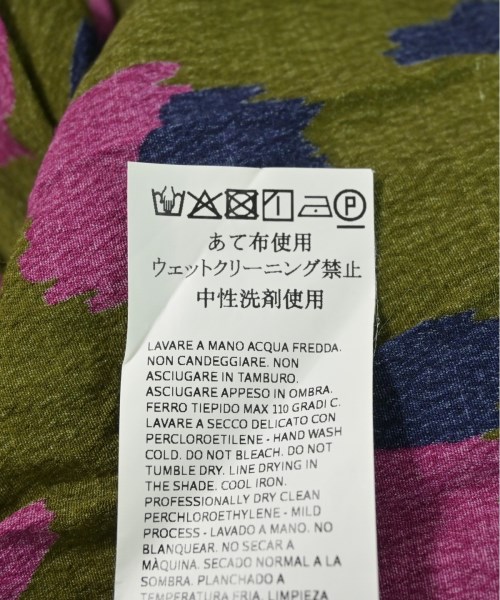 P
あて布使用
ウェットクリーニング禁止
中性洗剤使用
LAVARE A MANO ACQUA FREDDA.
NON CANDEGGIARE. NON
ASCIUGARE IN TAMBURO.
ASCIUGARE APPESO IN OMBRA.
FERRO TIEPIDO MAX 110 GRADI C.
LAVARE A SECCO DELICATO CON
PERCLOROETILENE - HAND WASH
COLD. DO NOT BLEACH. DO NOT
TUMBLE DRY. LINE DRYING IN
THE SHADE. COOL IRON.
PROFESSIONALLY DRY CLEAN
PERCHLOROETHYLENE - MILD
PROCESS - LAVADO A MANO. NO
BLANQUEAR. NO SECAR A
MÀQUINA. SECADO NORMAL A LA
SOMBRA. PLANCHADO A
TEMPERATURA FRIA. LIMPIEZA